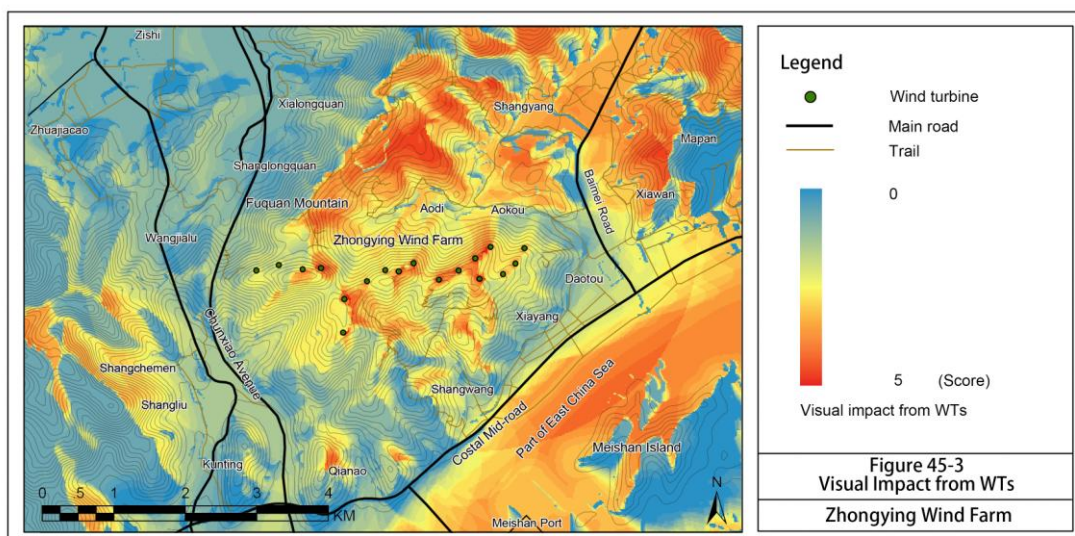 Zishi
Xialongquan
Shangyang
Zhuajiacao
Mapan
Shanglongquan
Baimei Road
Xiawan
Fuquan Mountain
Aodi
Aokou
Wangjialu
Zhongying Wind Farm
Daotou
Chunxiao Avenue
Xiayang
Shangchemen
Shangwang
Shangliu
Costal Mid-road
Part of East China Sea
Meishan Island
Kunting
Qianao
0 .5 1 2 3 4
KM
N
Meishan Port
Legend
Wind turbine
Main road
Trail
0
5 (Score)
Visual impact from WTs
Figure 45-3
Visual Impact from WTs
Zhongying Wind Farm